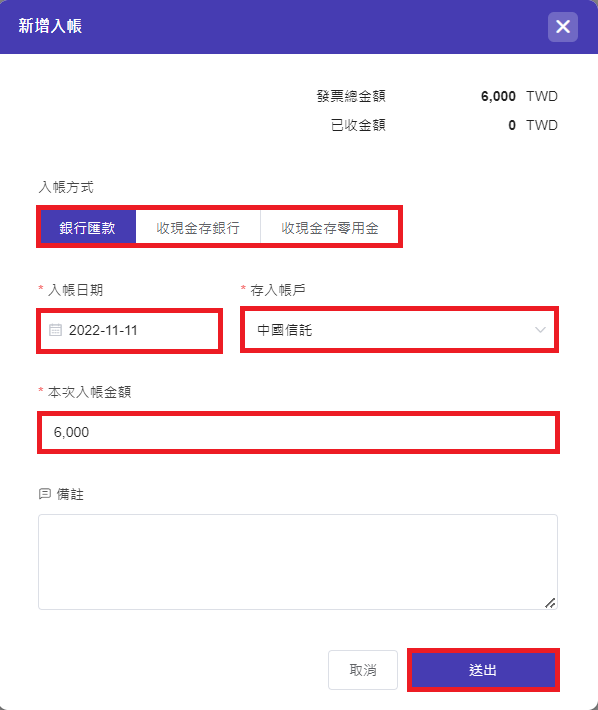 新增入帳
發票總金額 6,000 TWD
已收金額 0 TWD
入帳方式
銀行匯款 收現金存銀行 收現金存零用金
* 入帳日期 * 存入帳戶
2022-11-11 中國信託
* 本次入帳金額
6,000
備註
取消 送出